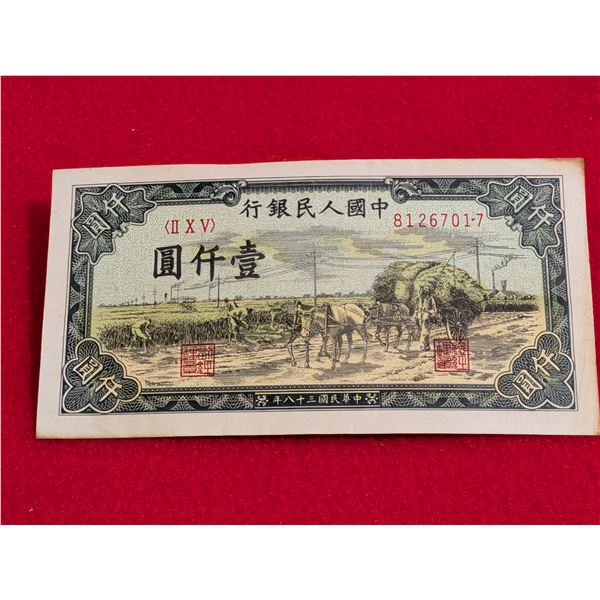 行銀民人國中
〈II X V〉
8126701-7
圓仟壹
圓仟
圓仟
圓仟
圓仟
年八十三國民華中